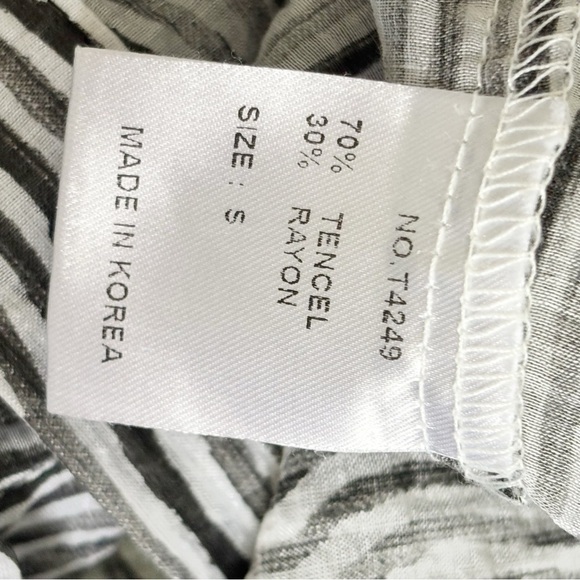 NO.T4249
70% TENCEL
30% RAYON
SIZE: S
MADE IN KOREA